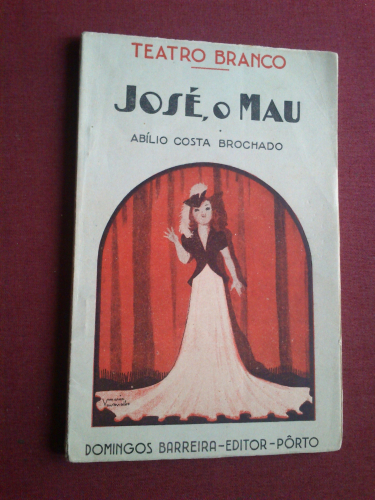 TEATRO BRANCO
JOSÉ, O MAU
ABÍLIO COSTA BROCHADO
DOMINGOS BARREIRA-EDITOR-PÔRTO